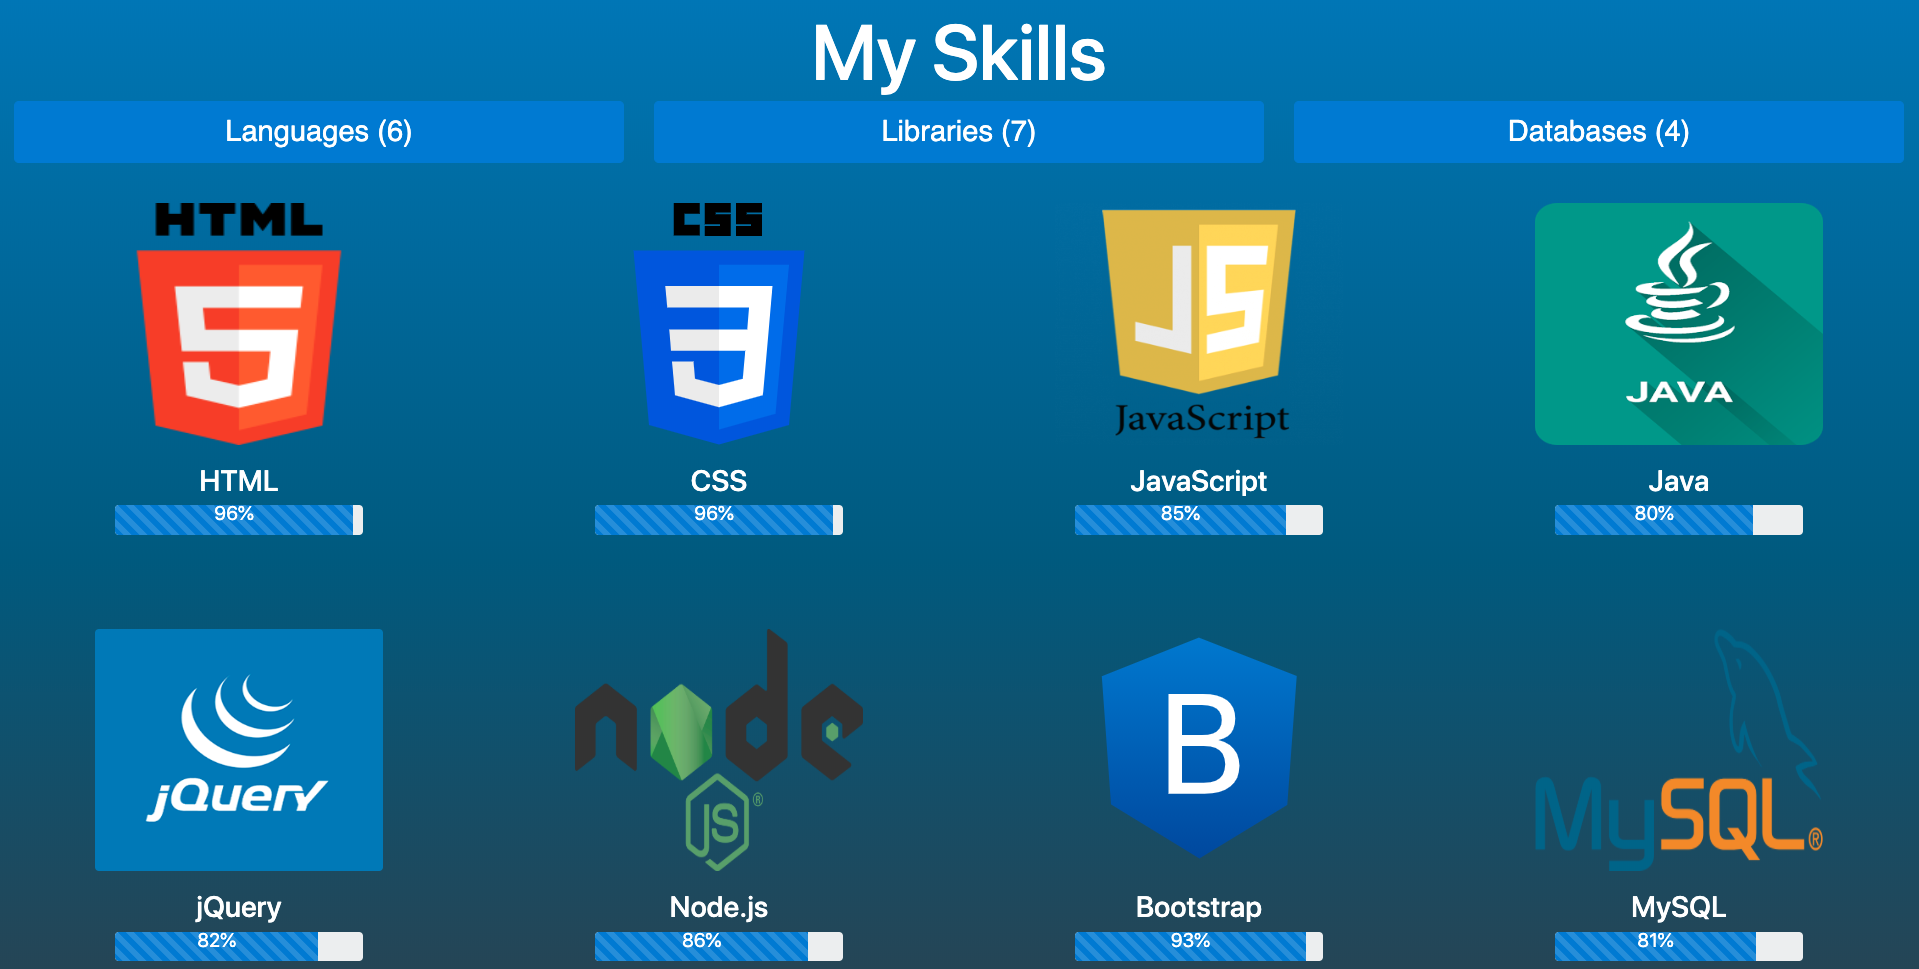 My Skills
Languages (6)
Libraries (7)
Databases (4)
HTML
CSS
JS
JavaScript
JAVA
HTML
CSS
JavaScript
Java
96%
96%
85%
80%
jQuery
node
JS®
B
MySQL®
jQuery
Node.js
Bootstrap
MySQL
82%
86%
93%
81%